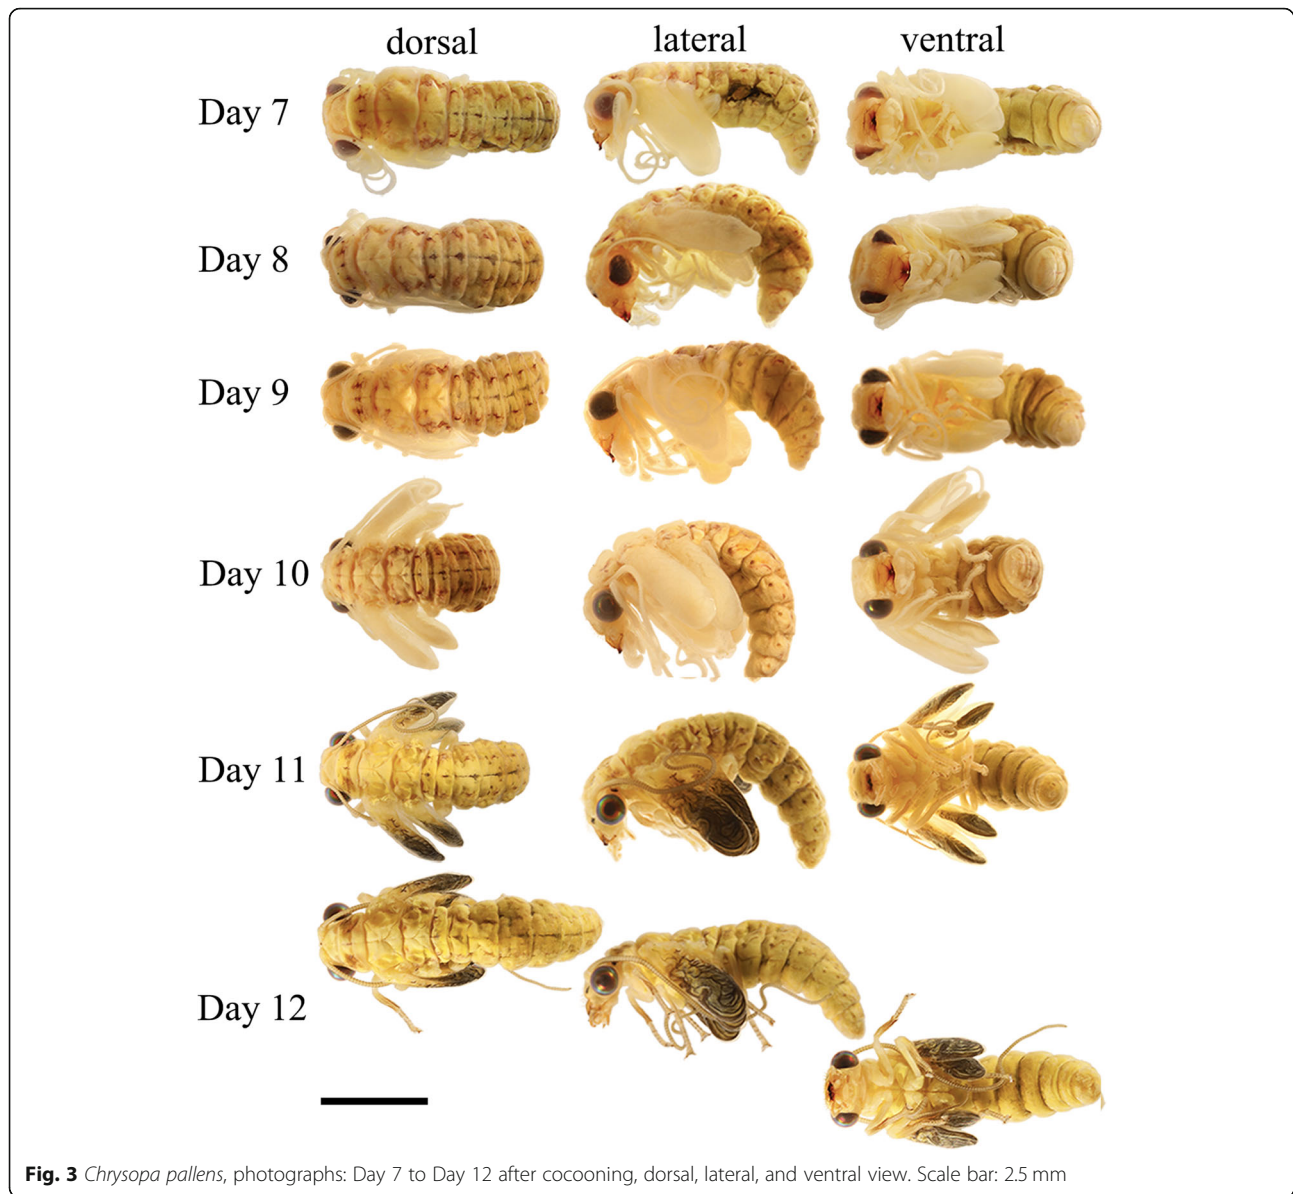 dorsal lateral ventral
Day 7
Day 8
Day 9
Day 10
Day 11
Day 12
Fig. 3 Chrysopa pallens, photographs: Day 7 to Day 12 after cocooning, dorsal, lateral, and ventral view. Scale bar: 2.5 mm